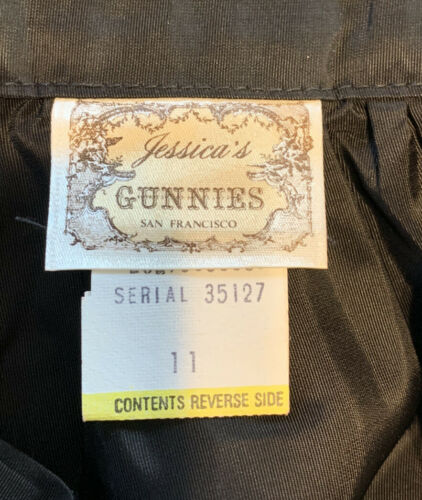 Jessica's
GUNNIES
SAN FRANCISCO
SERIAL 35127
11
CONTENTS REVERSE SIDE